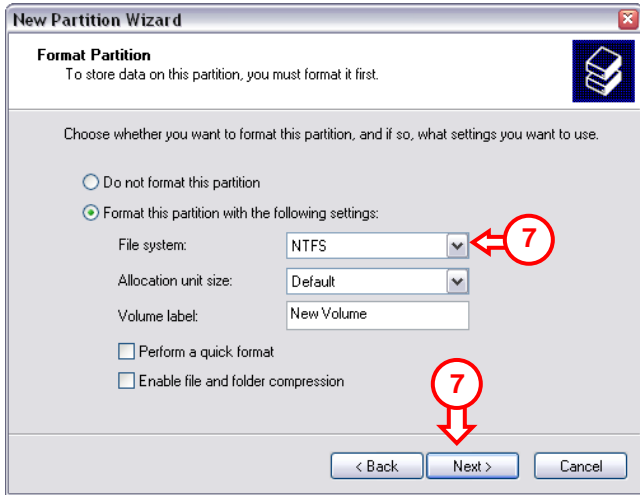 New Partition Wizard
Format Partition
To store data on this partition, you must format it first.
Choose whether you want to format this partition, and if so, what settings you want to use.
Do not format this partition
Format this partition with the following settings:
File system: NTFS 7
Allocation unit size: Default
Volume label: New Volume
Perform a quick format
Enable file and folder compression
7
< Back Next > Cancel